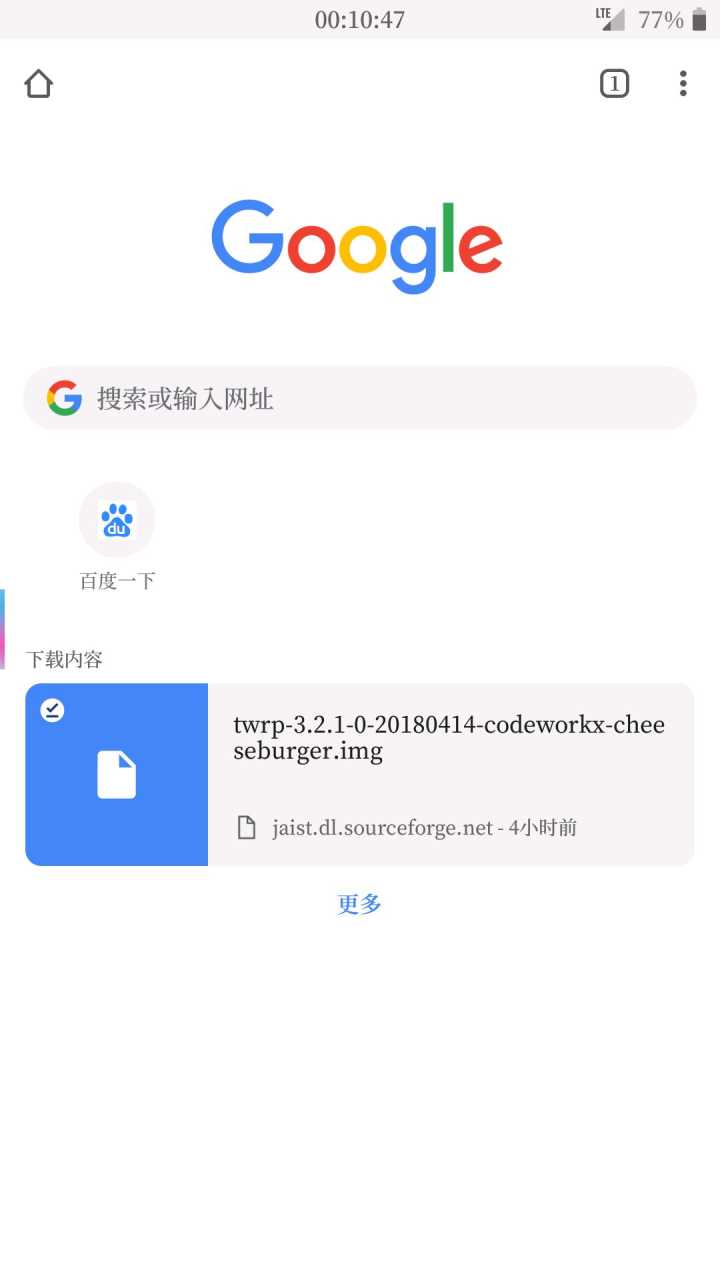 00:10:47 LTE 77%
1
Google
搜索或输入网址
du
百度一下
下载内容
twrp-3.2.1-0-20180414-codeworkx-chee
seburger.img
jaist.dl.sourceforge.net - 4小时前
更多